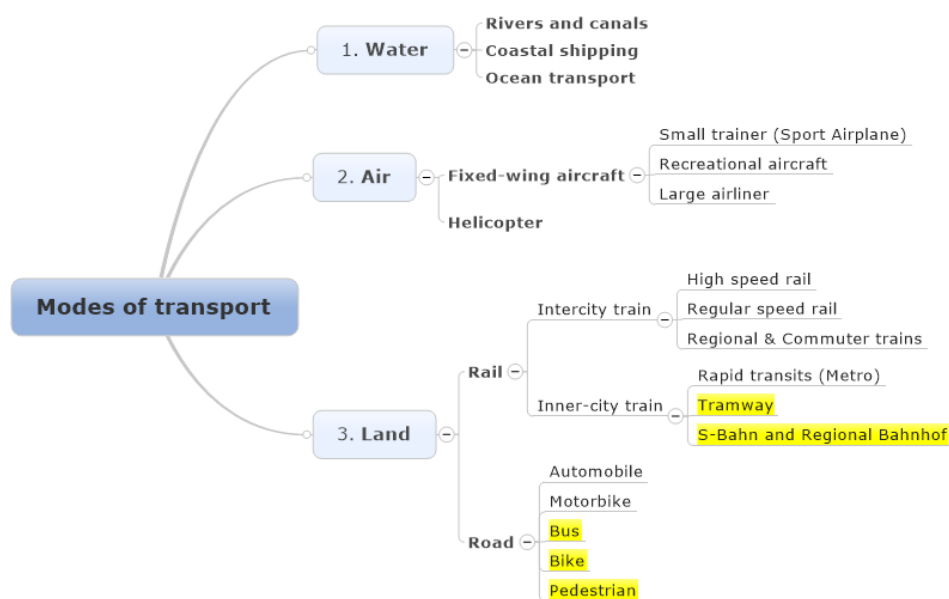 Modes of transport
1. Water
Rivers and canals
Coastal shipping
Ocean transport
2. Air
Fixed-wing aircraft
Small trainer (Sport Airplane)
Recreational aircraft
Large airliner
Helicopter
3. Land
Rail
Intercity train
High speed rail
Regular speed rail
Regional & Commuter trains
Inner-city train
Rapid transits (Metro)
Tramway
S-Bahn and Regional Bahnhof
Road
Automobile
Motorbike
Bus
Bike
Pedestrian